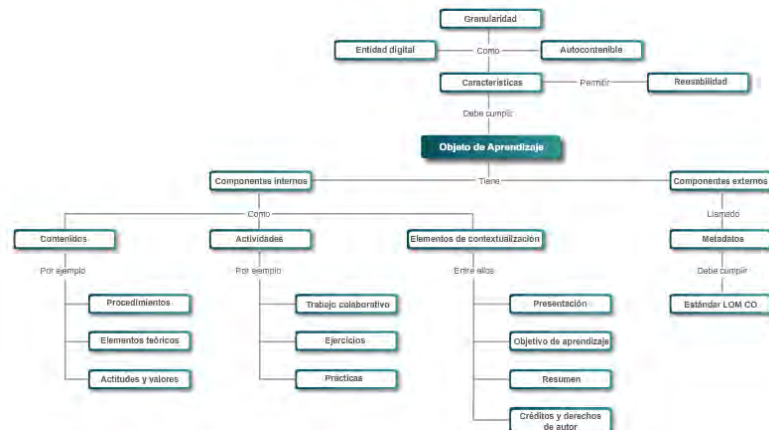 Granularidad
Entidad digital
Como
Autocontenible
Características
Permitir
Reusabilidad
Debe cumplir
Objeto de Aprendizaje
Componentes internos
Tiene
Componentes externos
Como
Llamado
Contenidos
Actividades
Elementos de contextualización
Metadatos
Por ejemplo
Por ejemplo
Entre ellos
Debe cumplir
Procedimientos
Trabajo colaborativo
Presentación
Estándar LOM CO
Elementos teóricos
Ejercicios
Objetivo de aprendizaje
Actitudes y valores
Prácticas
Resumen
Créditos y derechos
de autor